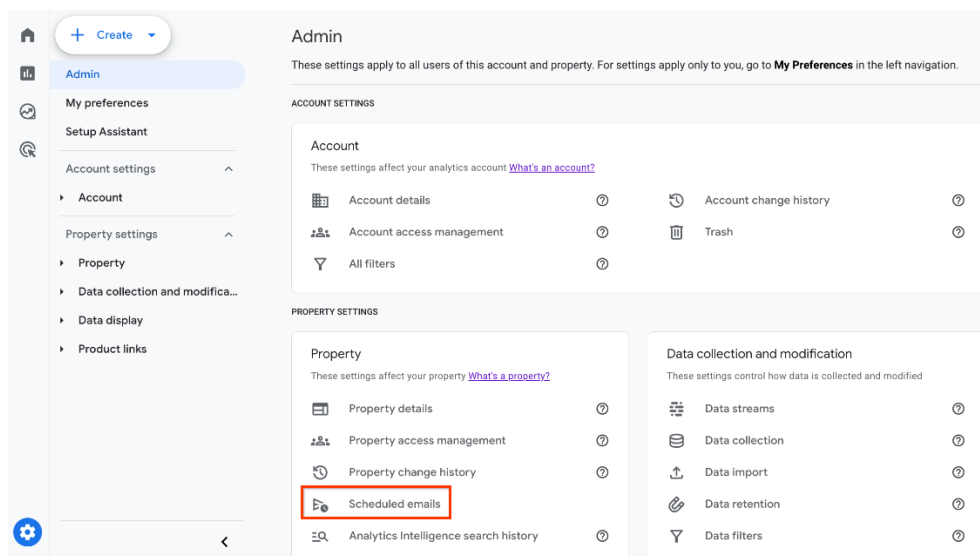 Create
Admin
My preferences
Setup Assistant
Account settings
Account
Property settings
Property
Data collection and modifica...
Data display
Product links
Admin
These settings apply to all users of this account and property. For settings apply only to you, go to My Preferences in the left navigation.
ACCOUNT SETTINGS
Account
These settings affect your analytics account What's an account?
Account details
Account change history
Account access management
Trash
All filters
PROPERTY SETTINGS
Property
These settings affect your property What's a property?
Property details
Property access management
Property change history
Scheduled emails
Analytics Intelligence search history
Data collection and modification
These settings control how data is collected and modified
Data streams
Data collection
Data import
Data retention
Data filters